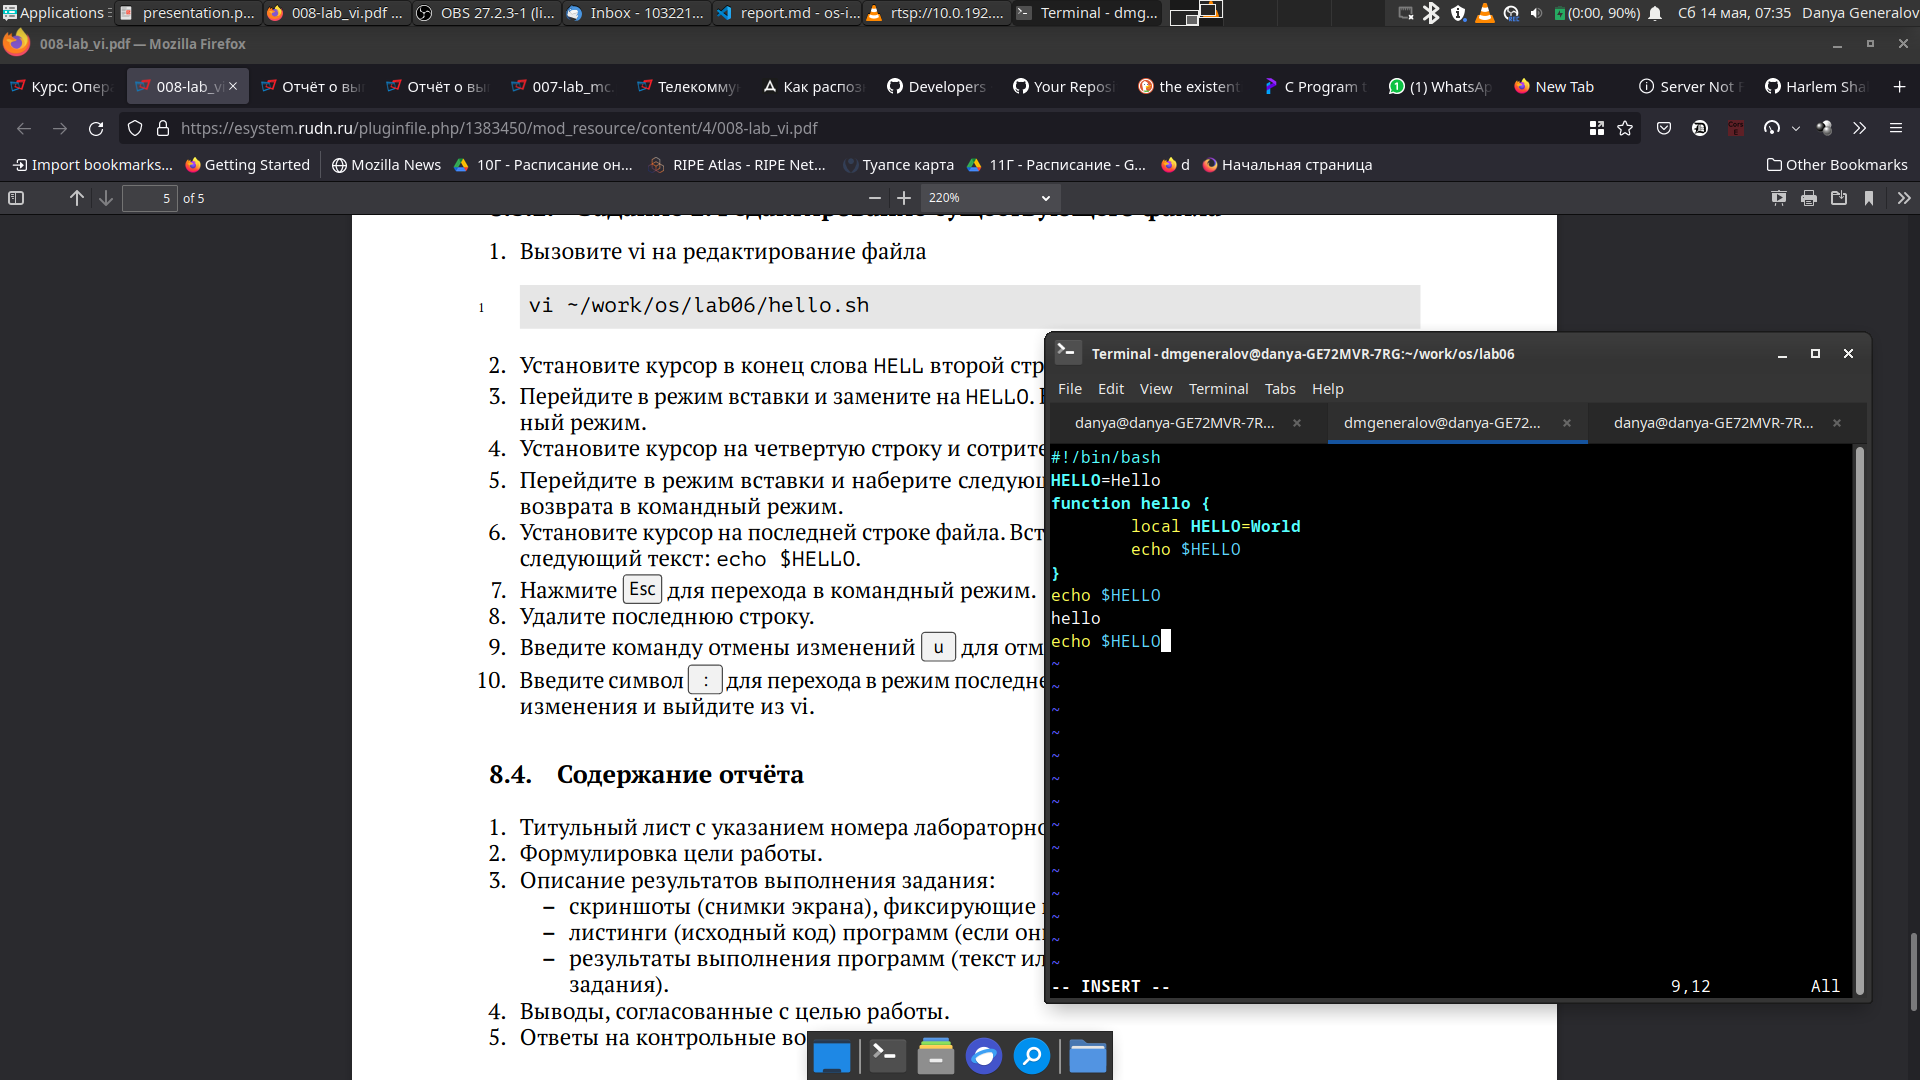 Applications
presentation.p...
008-lab_vi.pdf ...
OBS 27.2.3-1 (li...
Inbox - 103221...
report.md - os-i...
rtsp://10.0.192....
Terminal - dmg...
(0:00, 90%)
Сб 14 мая, 07:35
Danya Generalov
008-lab_vi.pdf — Mozilla Firefox
Курс: Опер
008-lab_vi
Отчёт о вы
Отчёт о вы
007-lab_mc.
Телекомму
Как распоз
Developers
Your Repos
the existent
C Program t
(1) WhatsAp
New Tab
Server Not F
Harlem Sha
https://esystem.rudn.ru/pluginfile.php/1383450/mod_resource/content/4/008-lab_vi.pdf
Import bookmarks...
Getting Started
Mozilla News
10Г - Расписание он...
RIPE Atlas - RIPE Net...
Туапсе карта
11Г - Расписание - G...
d
Начальная страница
Other Bookmarks
5 of 5
220%
1. Вызовите vi на редактирование файла
1 vi ~/work/os/lab06/hello.sh
2. Установите курсор в конец слова HELL второй стр
3. Перейдите в режим вставки и замените на HELLO.
ный режим.
4. Установите курсор на четвертую строку и сотрите
5. Перейдите в режим вставки и наберите следующ
возврата в командный режим.
6. Установите курсор на последней строке файла. Вст
следующий текст: echo $HELLO.
7. Нажмите Esc для перехода в командный режим.
8. Удалите последнюю строку.
9. Введите команду отмены изменений u для отм
10. Введите символ : для перехода в режим последне
изменения и выйдите из vi.
8.4. Содержание отчёта
1. Титульный лист с указанием номера лабораторно
2. Формулировка цели работы.
3. Описание результатов выполнения задания:
– скриншоты (снимки экрана), фиксирующие
– листинги (исходный код) программ (если они
– результаты выполнения программ (текст ил
задания).
4. Выводы, согласованные с целью работы.
5. Ответы на контрольные во
Terminal - dmgeneralov@danya-GE72MVR-7RG:~/work/os/lab06
File Edit View Terminal Tabs Help
danya@danya-GE72MVR-7R...
dmgeneralov@danya-GE72...
danya@danya-GE72MVR-7R...
#!/bin/bash
HELLO=Hello
function hello {
local HELLO=World
echo $HELLO
}
echo $HELLO
hello
echo $HELLO
~
~
~
~
~
~
~
~
~
~
~
~
~
~
-- INSERT -- 9,12 All